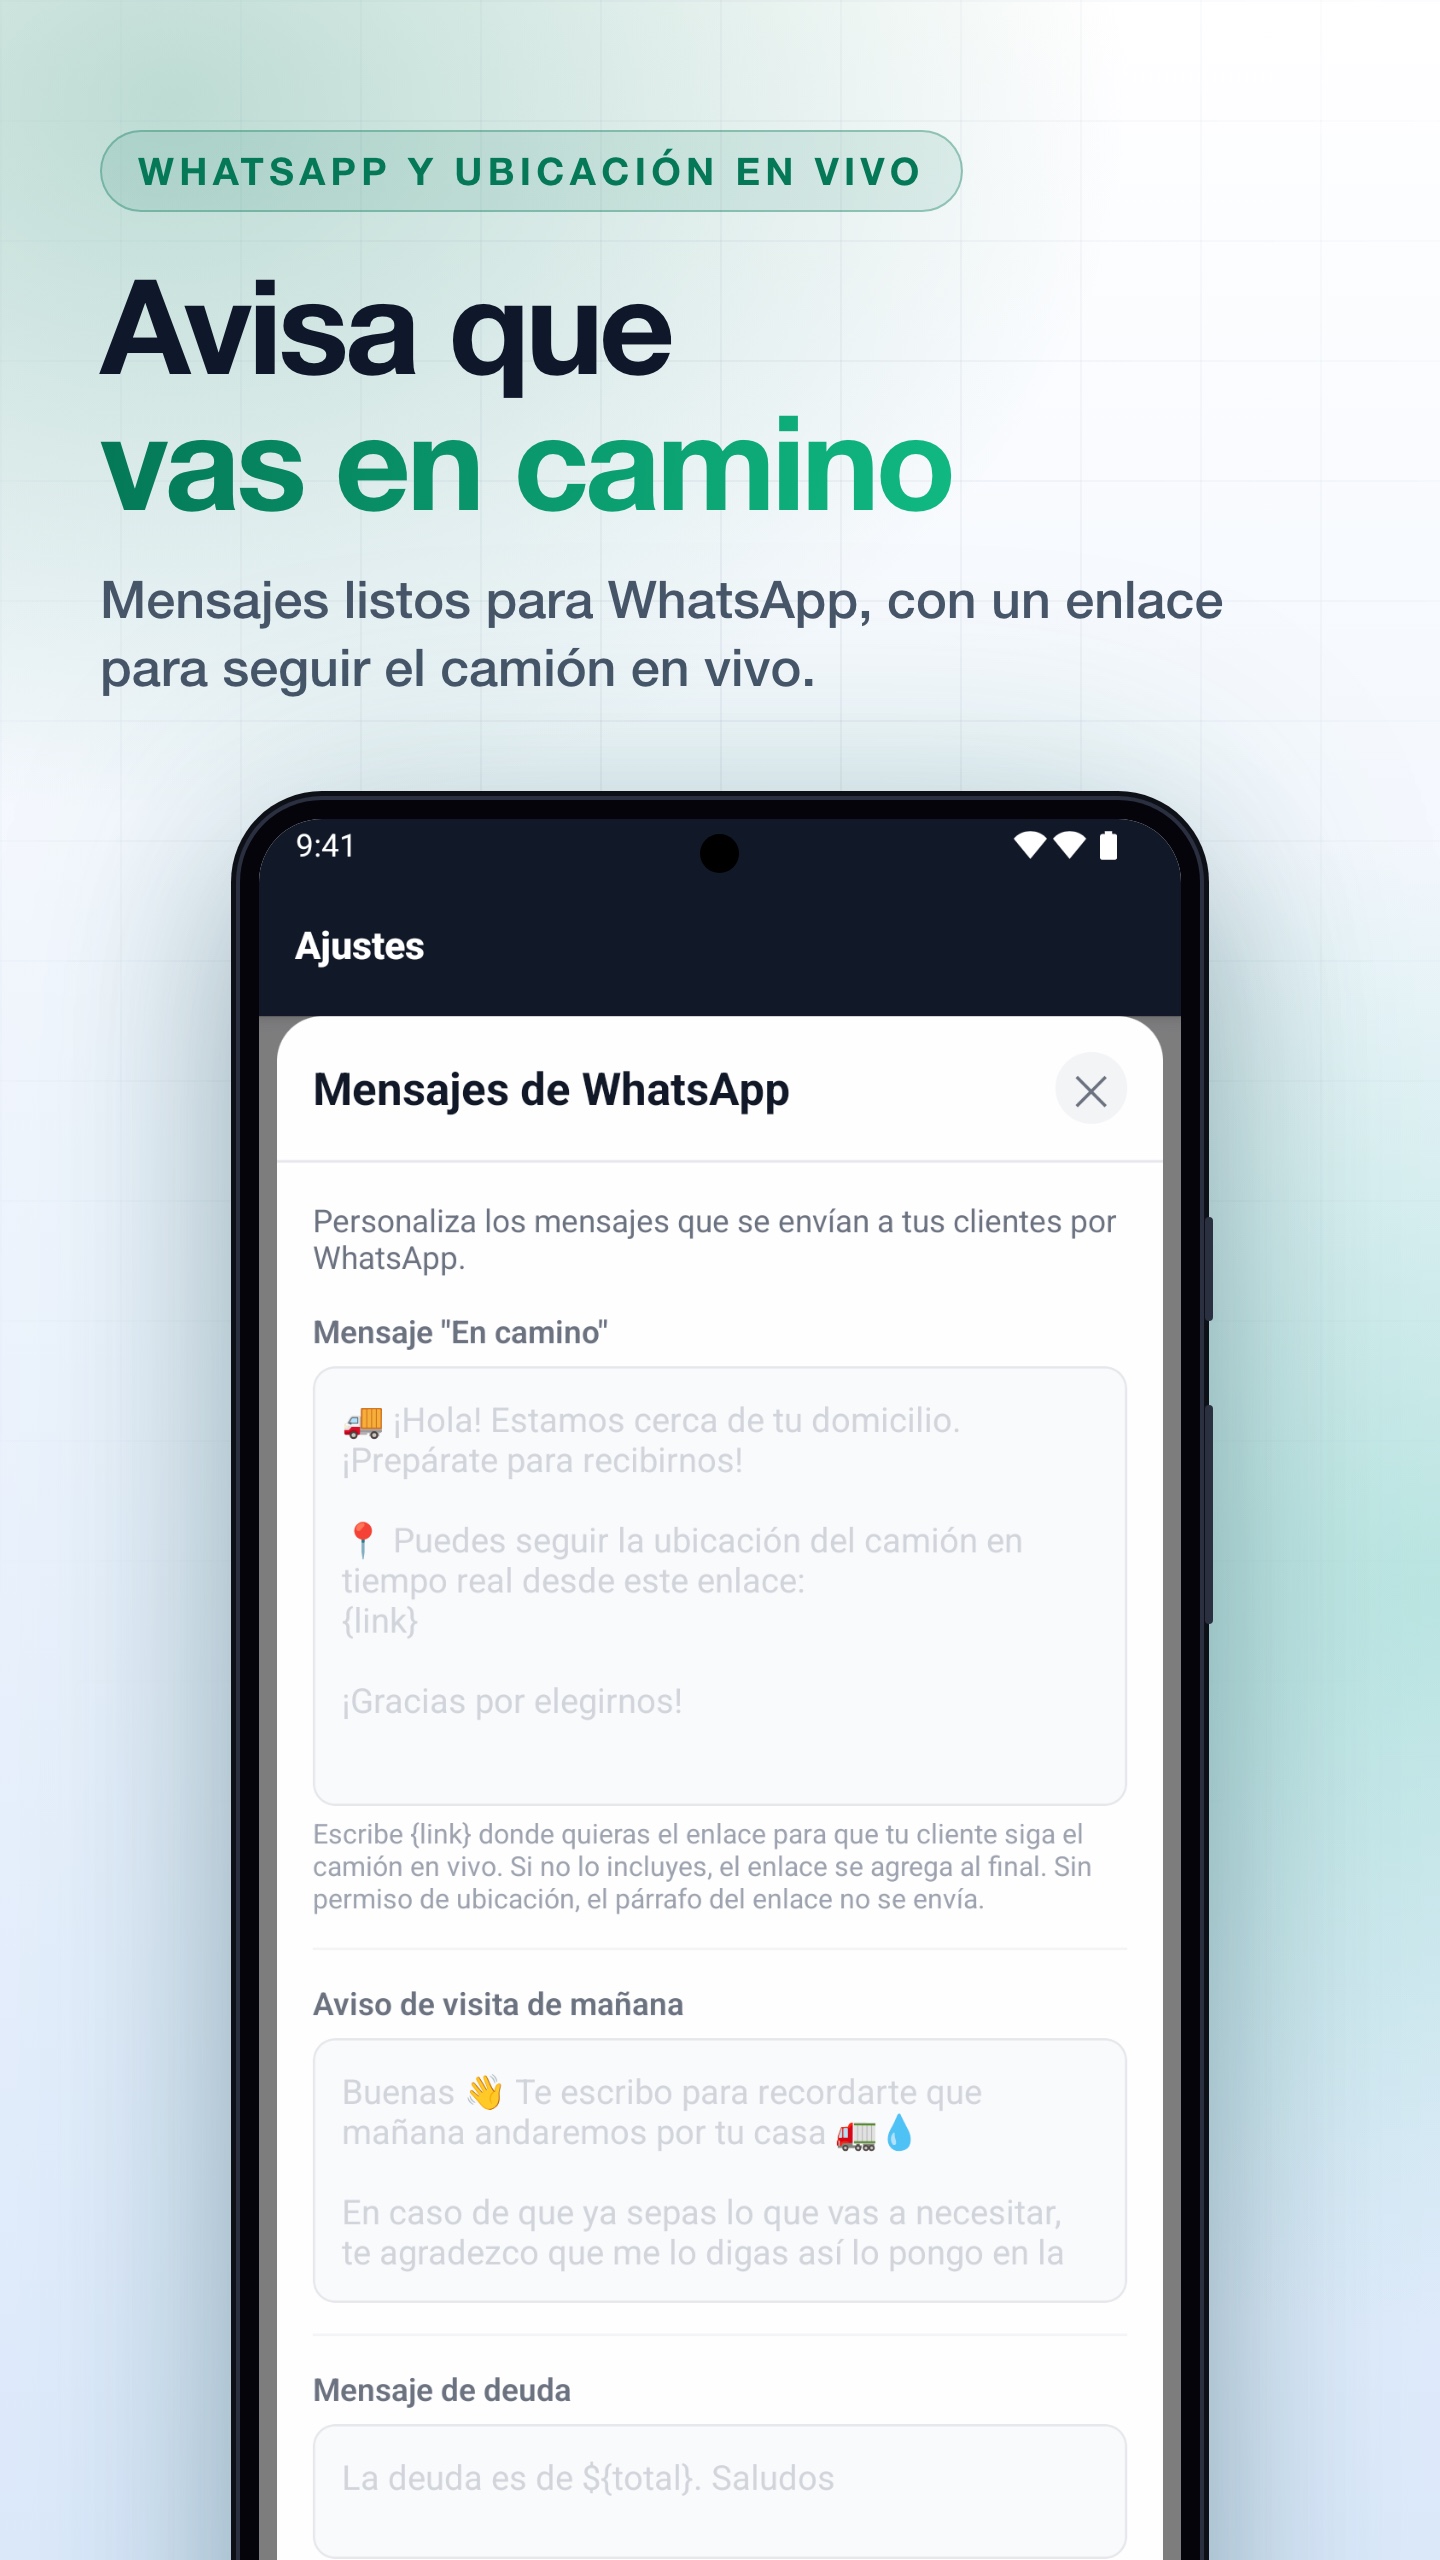 WHATSAPP Y UBICACIÓN EN VIVO
Avisa que
vas en camino
Mensajes listos para WhatsApp, con un enlace
para seguir el camión en vivo.
9:41
Ajustes
Mensajes de WhatsApp
Personaliza los mensajes que se envían a tus clientes por
WhatsApp.
Mensaje "En camino"
🚚 ¡Hola! Estamos cerca de tu domicilio.
¡Prepárate para recibirnos!
📍 Puedes seguir la ubicación del camión en
tiempo real desde este enlace:
{link}
¡Gracias por elegirnos!
Escribe {link} donde quieras el enlace para que tu cliente siga el
camión en vivo. Si no lo incluyes, el enlace se agrega al final. Sin
permiso de ubicación, el párrafo del enlace no se envía.
Aviso de visita de mañana
Buenas 👋 Te escribo para recordarte que
mañana andaremos por tu casa 🚛💧
En caso de que ya sepas lo que vas a necesitar,
te agradezco que me lo digas así lo pongo en la
Mensaje de deuda
La deuda es de ${total}. Saludos